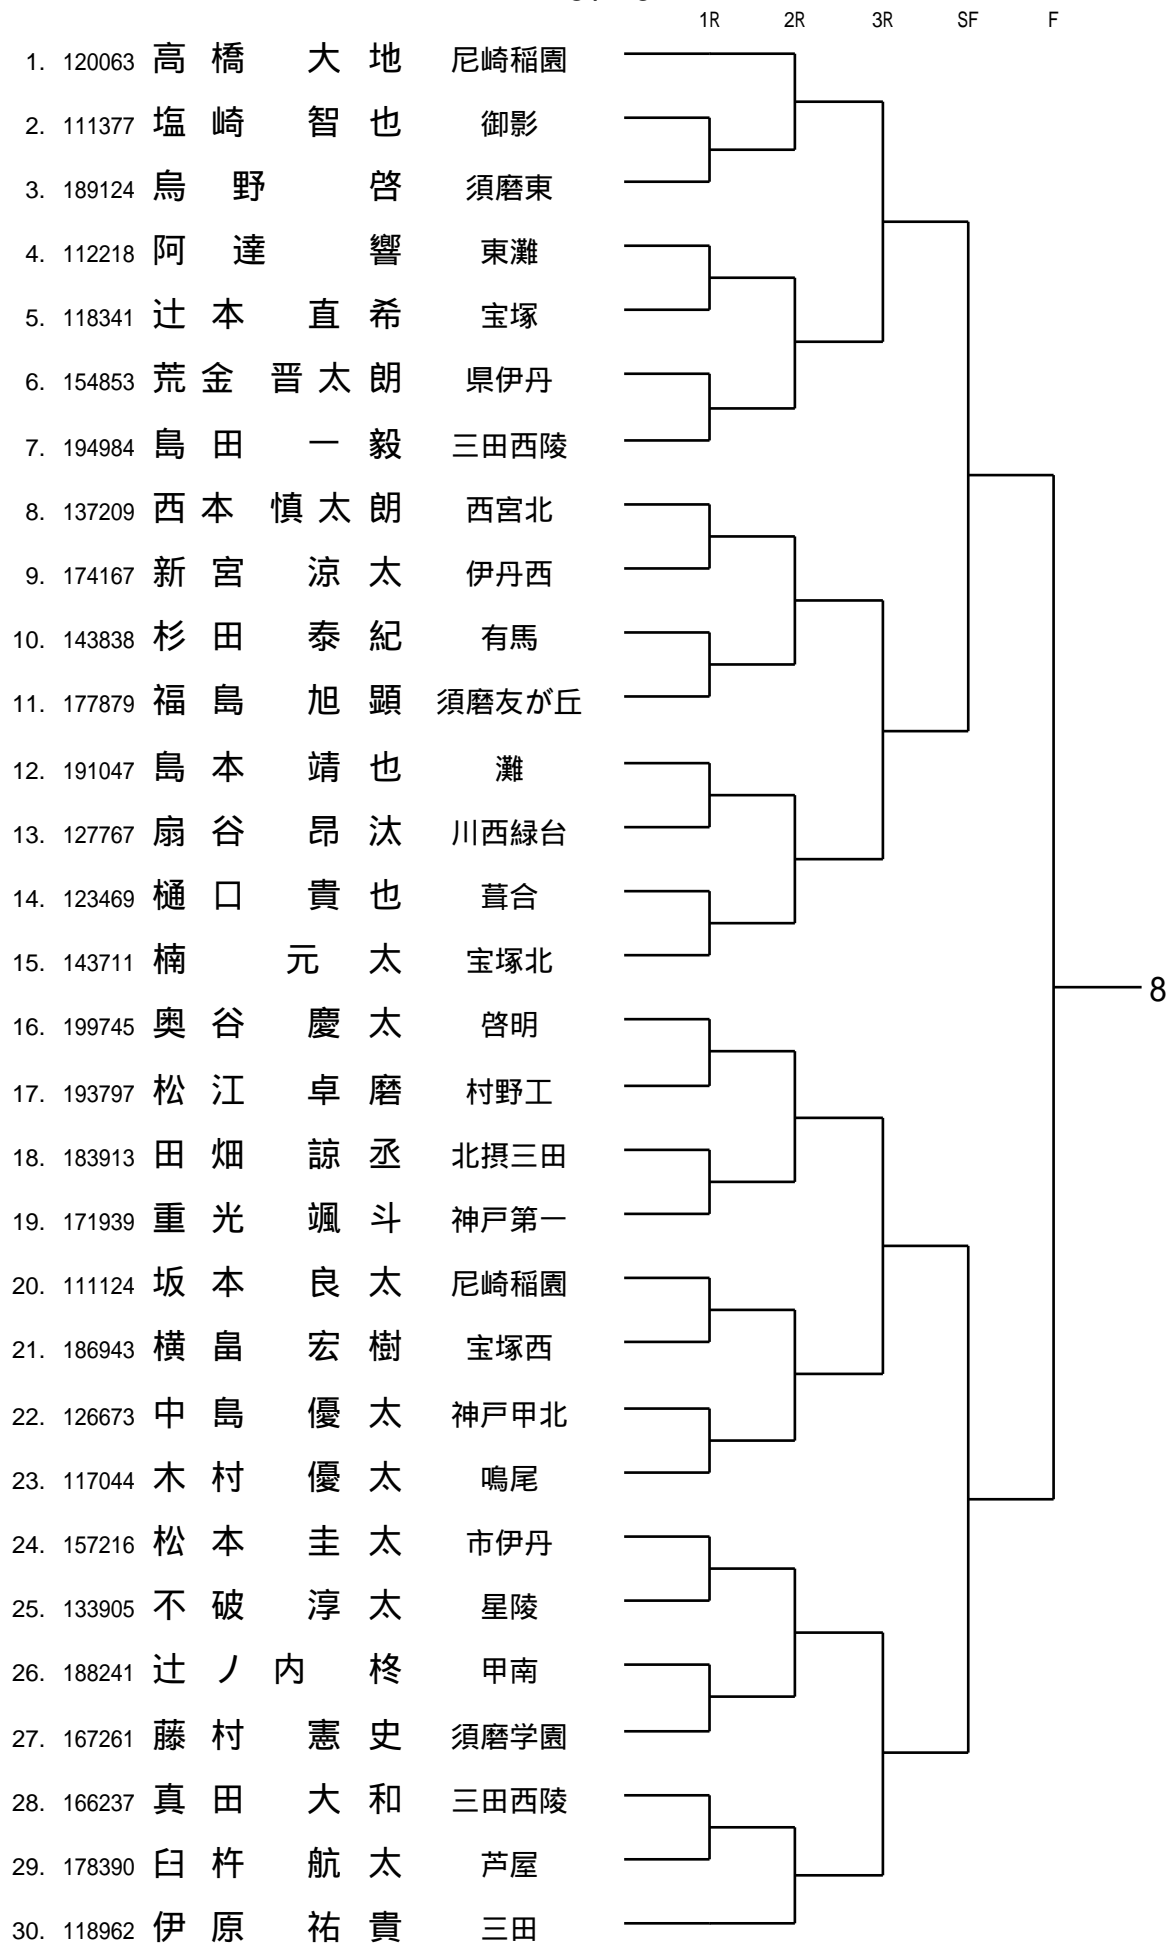 1R 2R 3R SF F
1. 120063 高橋 大地 尼崎稲園
2. 111377 塩崎 智也 御影
3. 189124 烏野 啓 須磨東
4. 112218 阿達 響 東灘
5. 118341 辻本 直希 宝塚
6. 154853 荒金 晋太朗 県伊丹
7. 194984 島田 一毅 三田西陵
8. 137209 西本 慎太朗 西宮北
9. 174167 新宮 涼太 伊丹西
10. 143838 杉田 泰紀 有馬
11. 177879 福島 旭顕 須磨友が丘
12. 191047 島本 靖也 灘
13. 127767 扇谷 昂汰 川西緑台
14. 123469 樋口 貴也 葺合
15. 143711 楠 元太 宝塚北
8
16. 199745 奥谷 慶太 啓明
17. 193797 松江 卓磨 村野工
18. 183913 田畑 諒丞 北摂三田
19. 171939 重光 颯斗 神戸第一
20. 111124 坂本 良太 尼崎稲園
21. 186943 横畠 宏樹 宝塚西
22. 126673 中島 優太 神戸甲北
23. 117044 木村 優太 鳴尾
24. 157216 松本 圭太 市伊丹
25. 133905 不破 淳太 星陵
26. 188241 辻ノ内 柊 甲南
27. 167261 藤村 憲史 須磨学園
28. 166237 真田 大和 三田西陵
29. 178390 臼杵 航太 芦屋
30. 118962 伊原 祐貴 三田